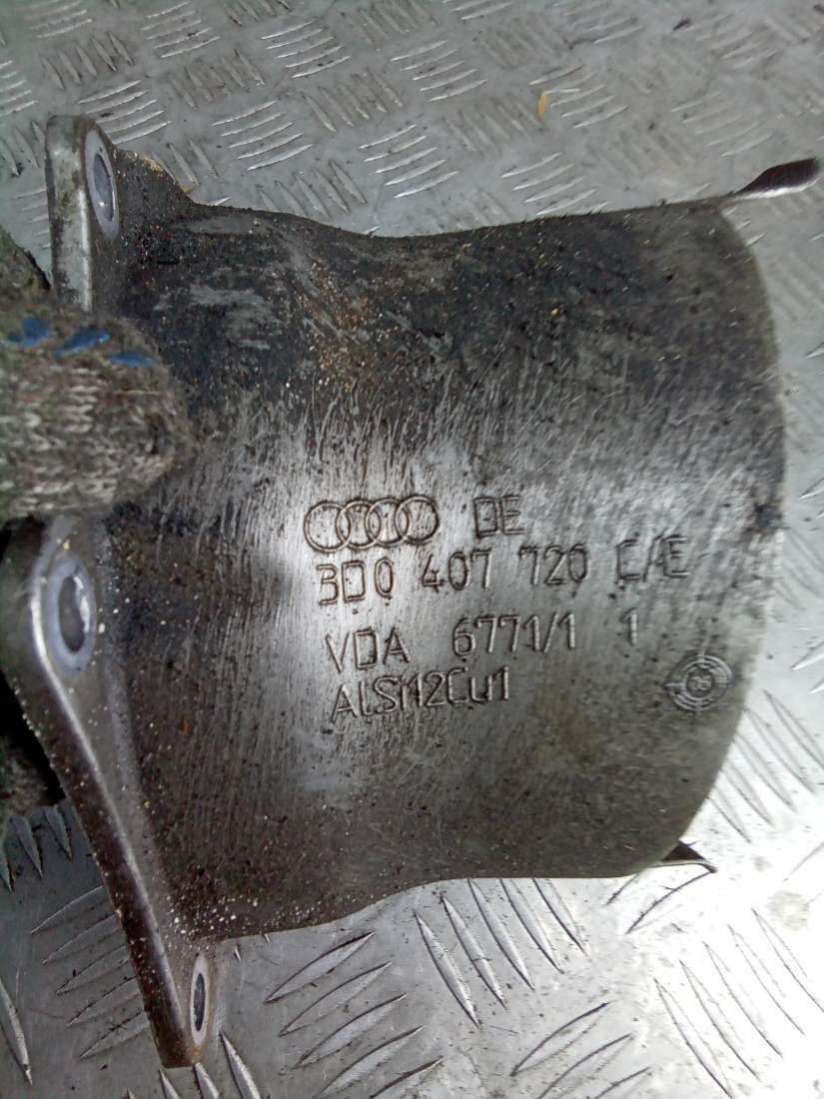 DE
3D0 407 720 C/E
VDA 6771/1 1
AlSi12Cu1